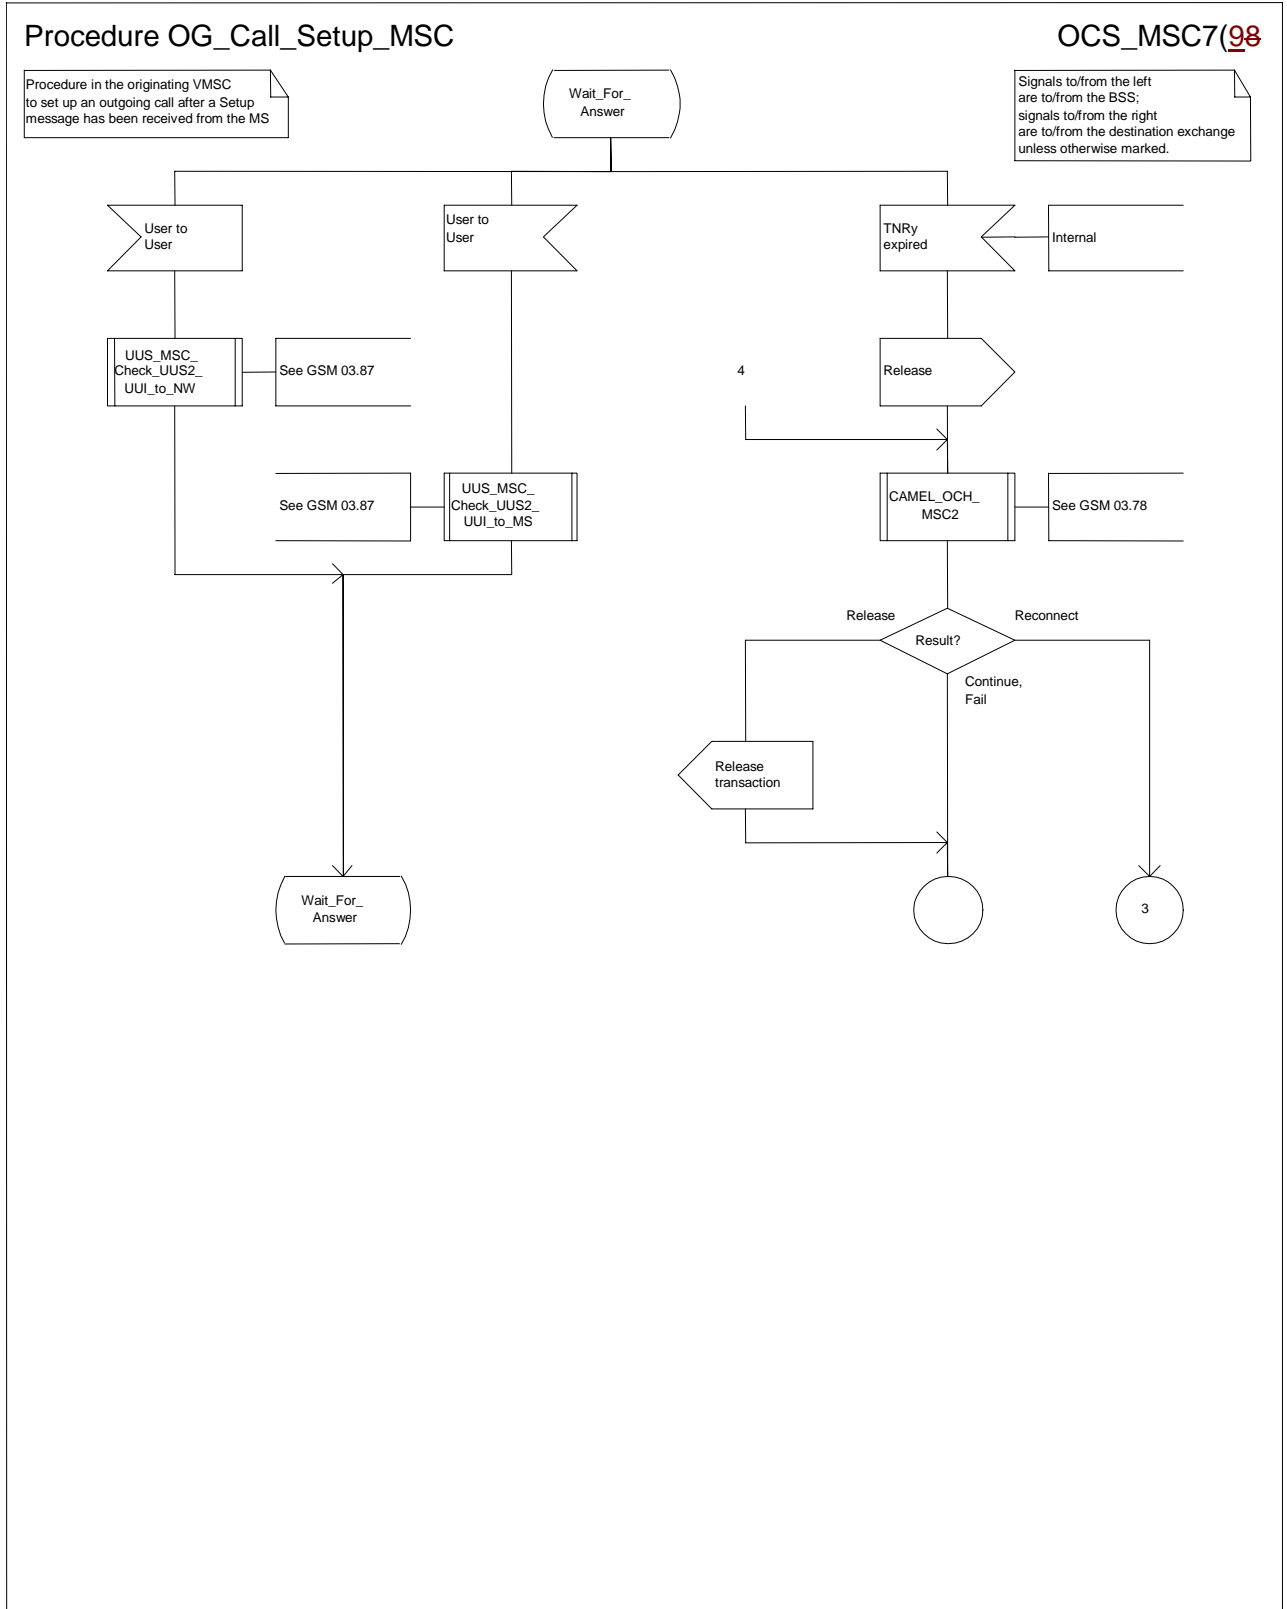 Procedure OG_Call_Setup_MSC
OCS_MSC7(98
Procedure in the originating VMSC
to set up an outgoing call after a Setup
message has been received from the MS
Wait_For_
Answer
Signals to/from the left
are to/from the BSS;
signals to/from the right
are to/from the destination exchange
unless otherwise marked.
User to
User
User to
User
TNRy
expired
Internal
UUS_MSC_
Check_UUS2_
UUI_to_NW
See GSM 03.87
4
Release
See GSM 03.87
UUS_MSC_
Check_UUS2_
UUI_to_MS
CAMEL_OCH_
MSC2
See GSM 03.78
Release
Result?
Reconnect
Continue,
Fail
Release
transaction
Wait_For_
Answer
3